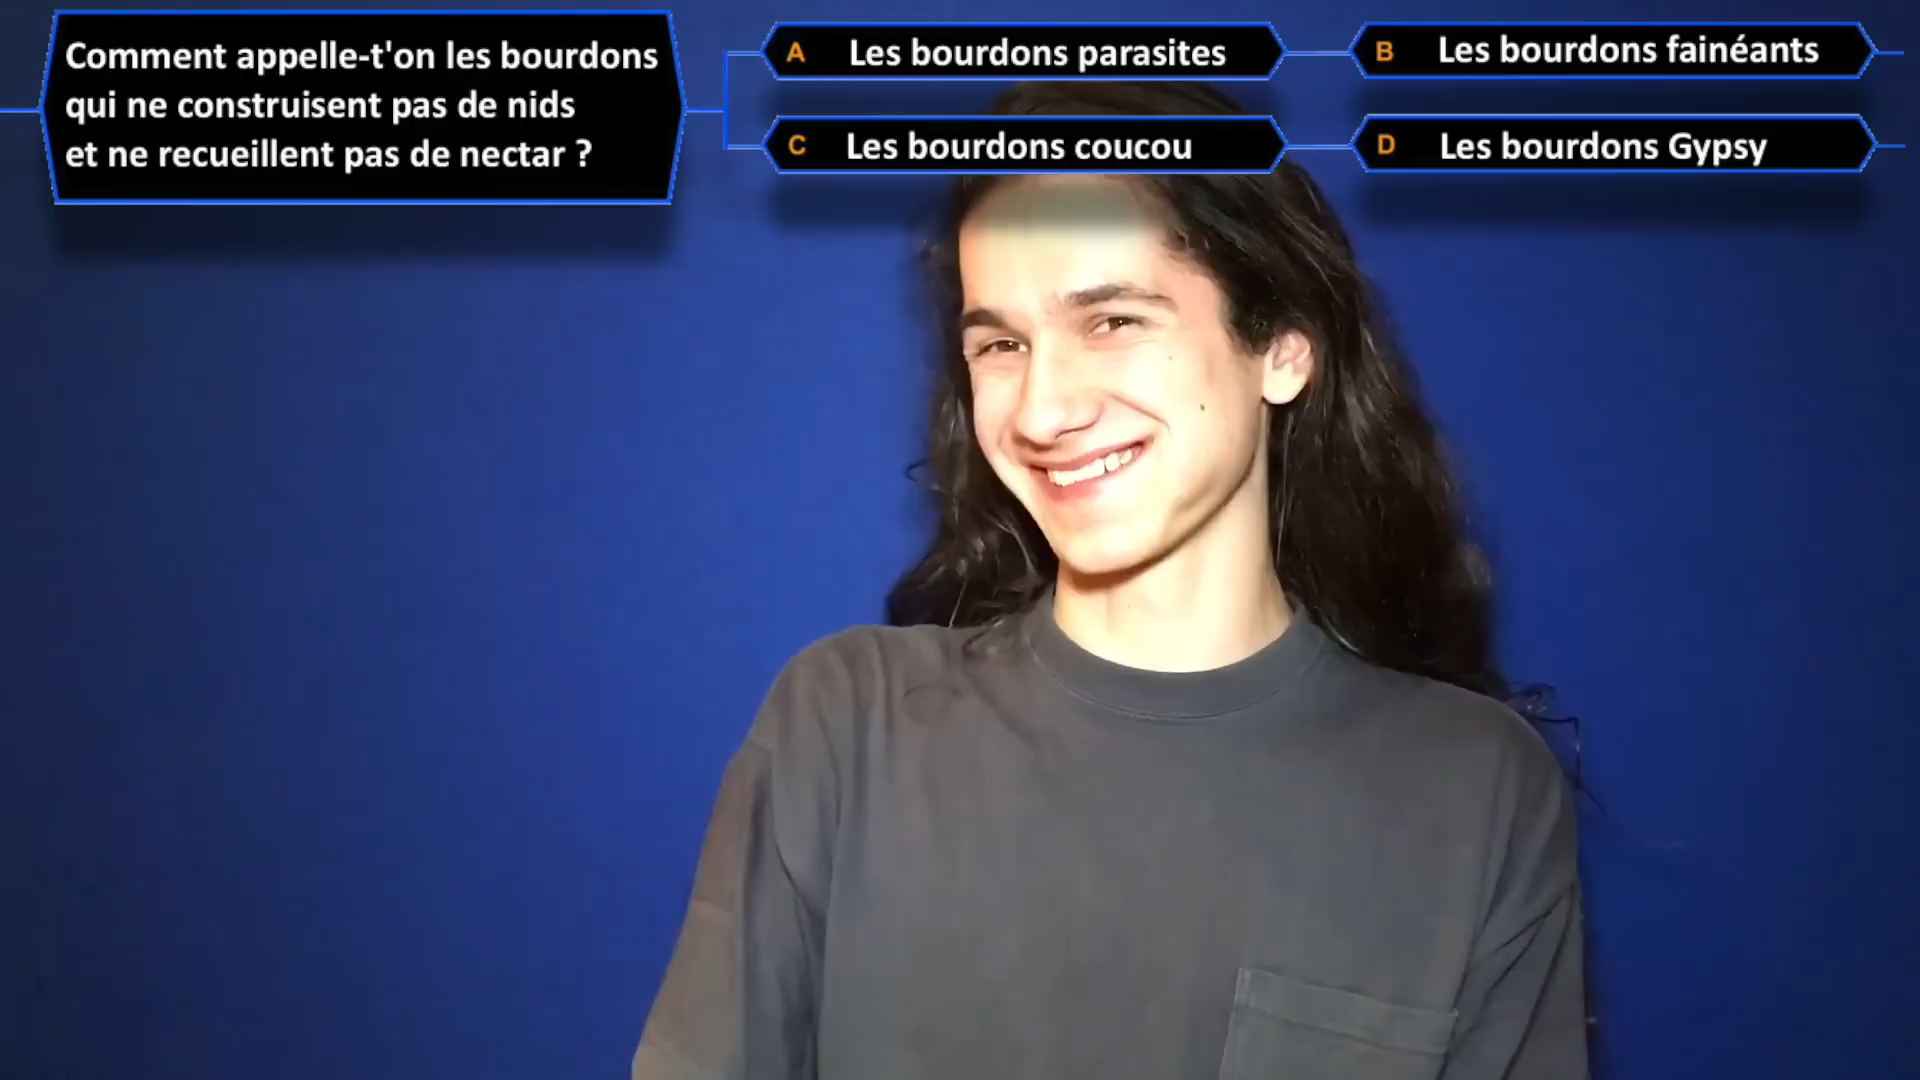 Comment appelle-t'on les bourdons
qui ne construisent pas de nids
et ne recueillent pas de nectar ?
A Les bourdons parasites
B Les bourdons fainéants
C Les bourdons coucou
D Les bourdons Gypsy